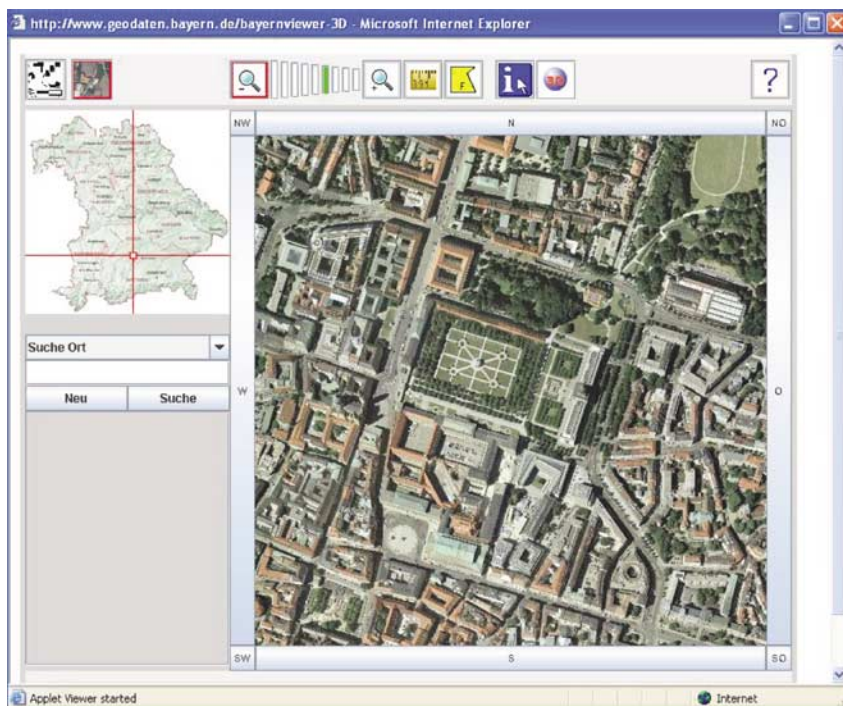 http://www.geodaten.bayern.de/bayernviewer-3D - Microsoft Internet Explorer
F
i
3D
?
NW
N
NO
Suche Ort
Neu
Suche
W
O
SW
S
SO
Applet Viewer started
Internet